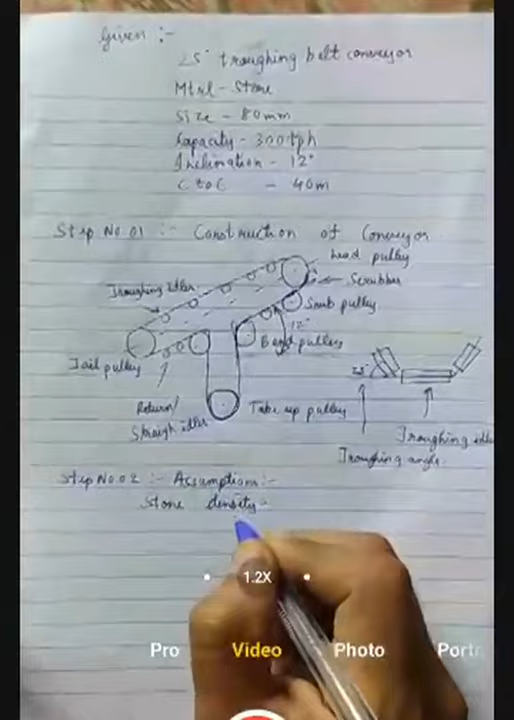 Given :-
25° troughing belt conveyor
Mtrl - Stone
Size - 80mm
Capacity - 300tph
Inclination - 12°
C to C - 40m
Step No 01 :- Construction of Conveyor
head pulley
Scrubber
Troughing idler
Snub pulley
12°
Bend pulley
Tail pulley
25°
Return/
Straigh idler
Take up pulley
Troughing idle
Troughing angle.
Step No. 02 :- Assumptions:-
Stone density -
1.2X
Pro Video Photo Portr